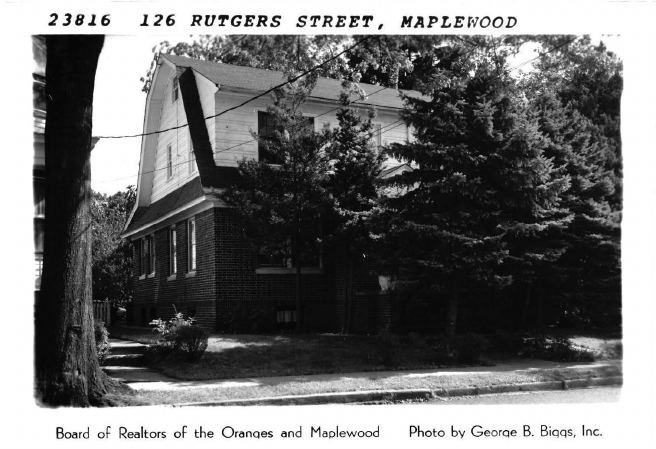 23816 126 RUTGERS STREET, MAPLEWOOD
Board of Realtors of the Oranges and Maplewood Photo by George B. Biggs, Inc.